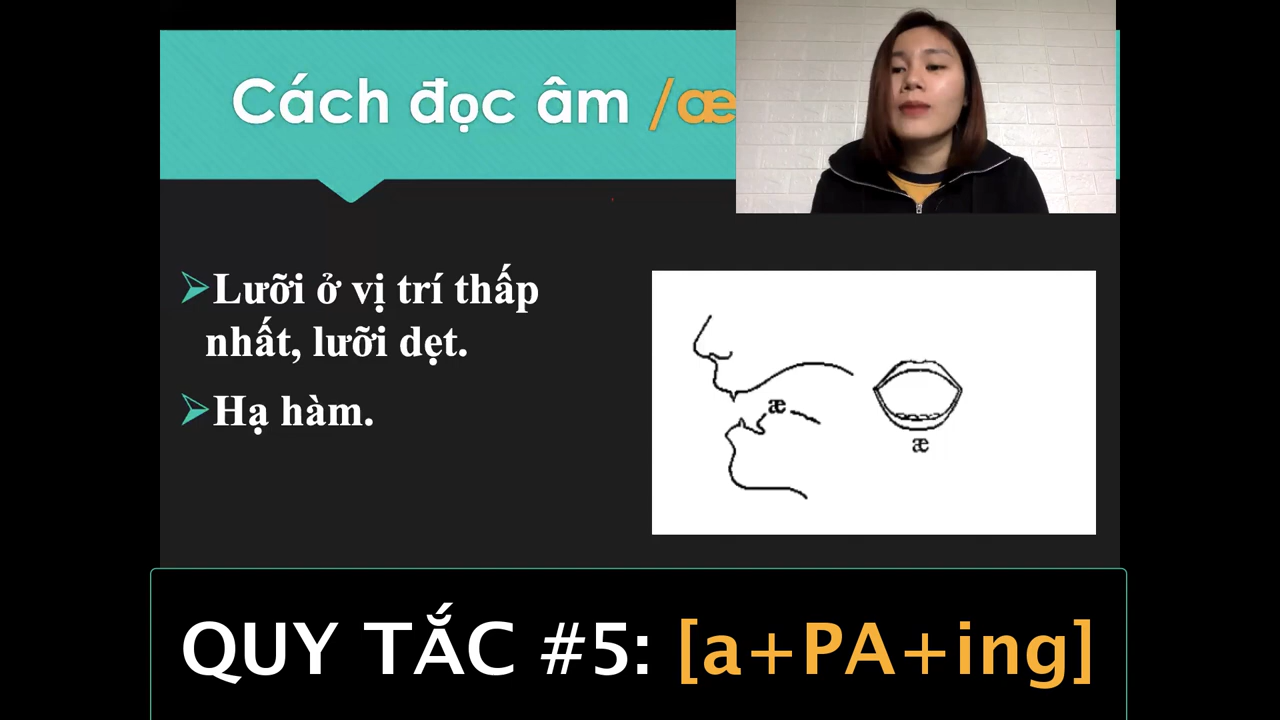 Cách đọc âm /æ
Lưỡi ở vị trí thấp
nhất, lưỡi dẹt.
Hạ hàm.
æ
æ
QUY TẮC #5: [a+PA+ing]